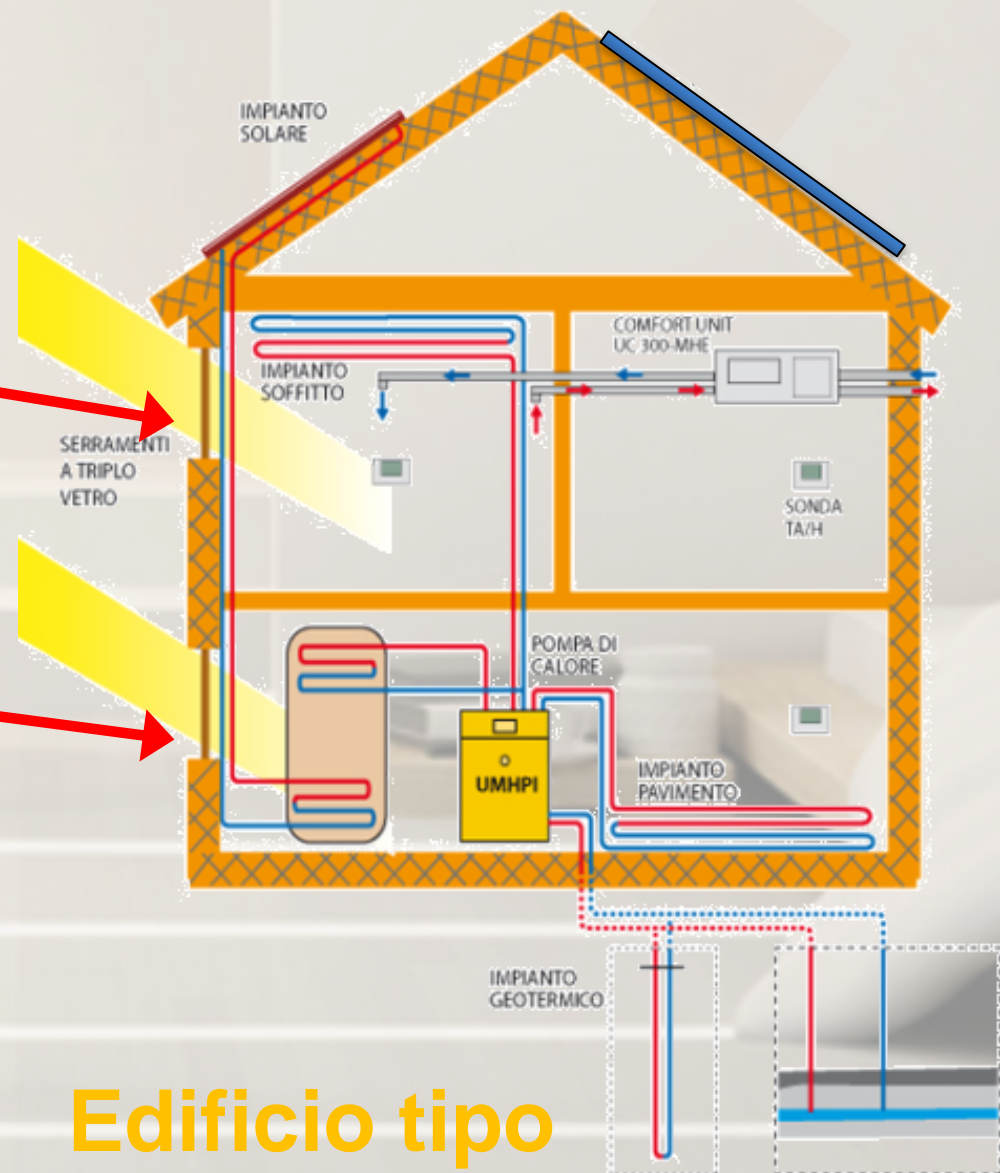 IMPIANTO
SOLARE
COMFORT UNIT
UC 300-MHE
IMPIANTO
SOFFITTO
SERRAMENTI
A TRIPLO
VETRO
SONDA
TA/H
POMPA DI
CALORE
UMHPI
IMPIANTO
PAVIMENTO
IMPIANTO
GEOTERMICO
Edificio tipo